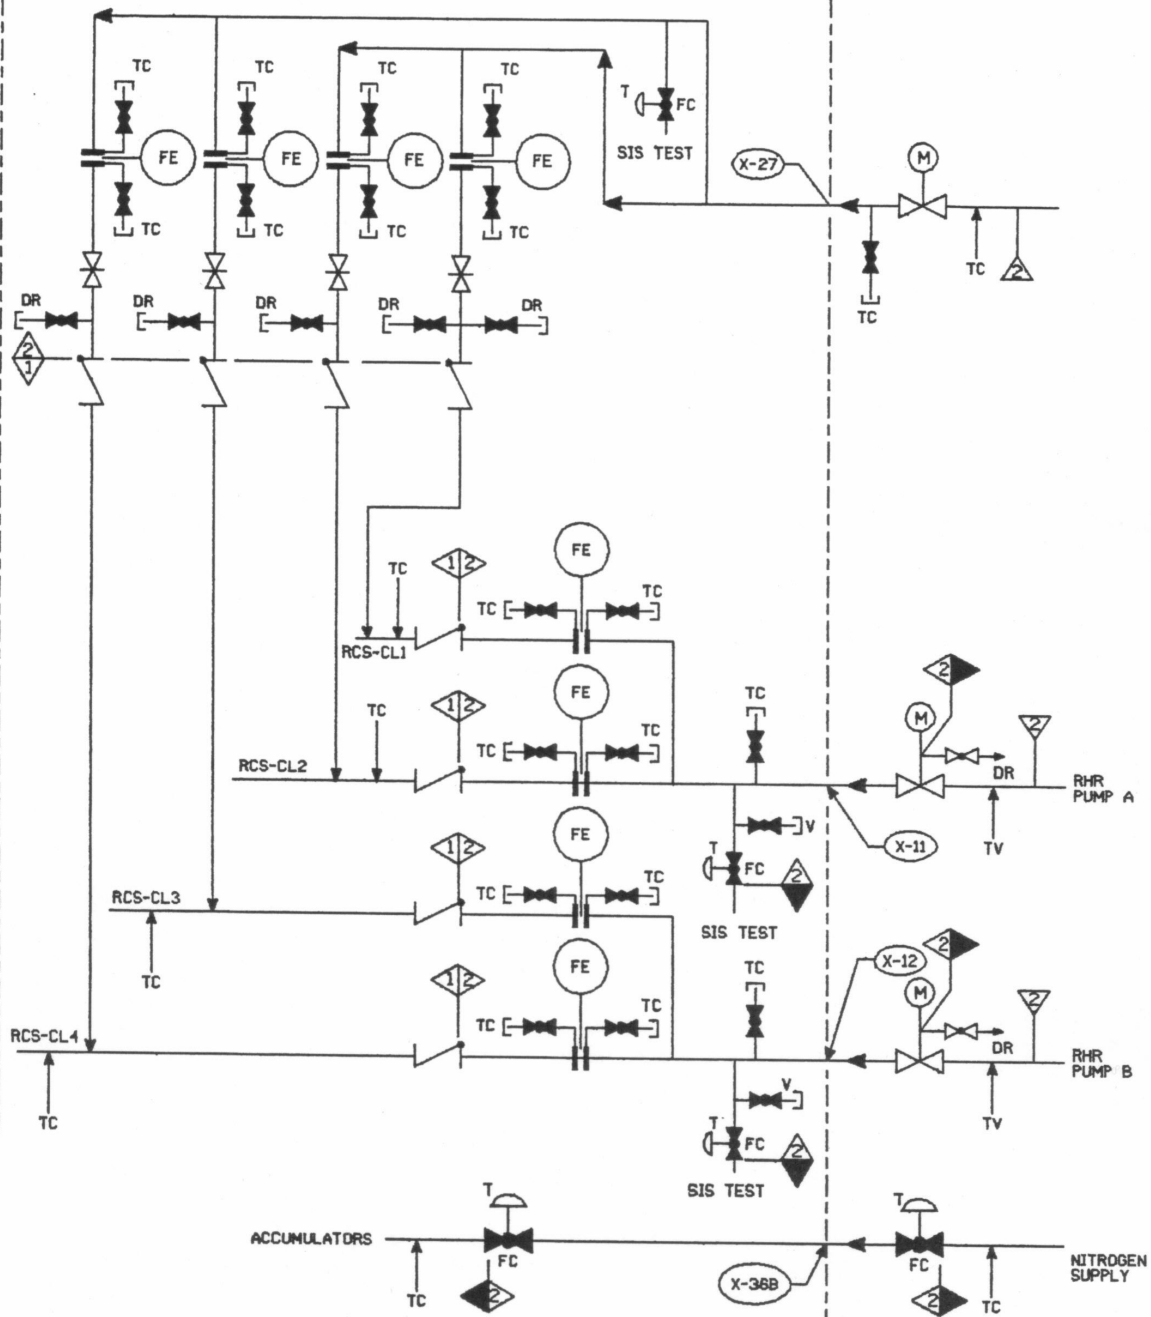 TC TC TC TC
T FC
SIS TEST
FE FE FE FE
X-27 M
TC TC TC TC
TC 2
TC
DR DR DR DR DR
2
1
FE
1 2
TC TC TC
RCS-CL1
FE
2
1 2
TC TC
M
2
TC TC
RCS-CL2
DR
RHR
PUMP A
FE
V
X-11
TV
1 2
T FC 2
TC TC
RCS-CL3
SIS TEST
FE
2
X-12
TC
TC
1 2
M
2
TC TC
RCS-CL4
DR
RHR
PUMP B
V
TC
TV
T FC 2
SIS TEST
T
T
ACCUMULATORS
FC
FC
NITROGEN
SUPPLY
X-36B
TC 2
2 TC